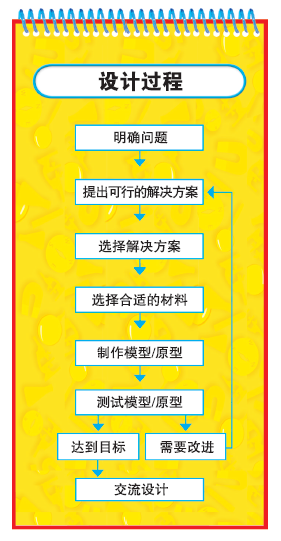 设计过程
明确问题
提出可行的解决方案
选择解决方案
选择合适的材料
制作模型/原型
测试模型/原型
达到目标
需要改进
交流设计